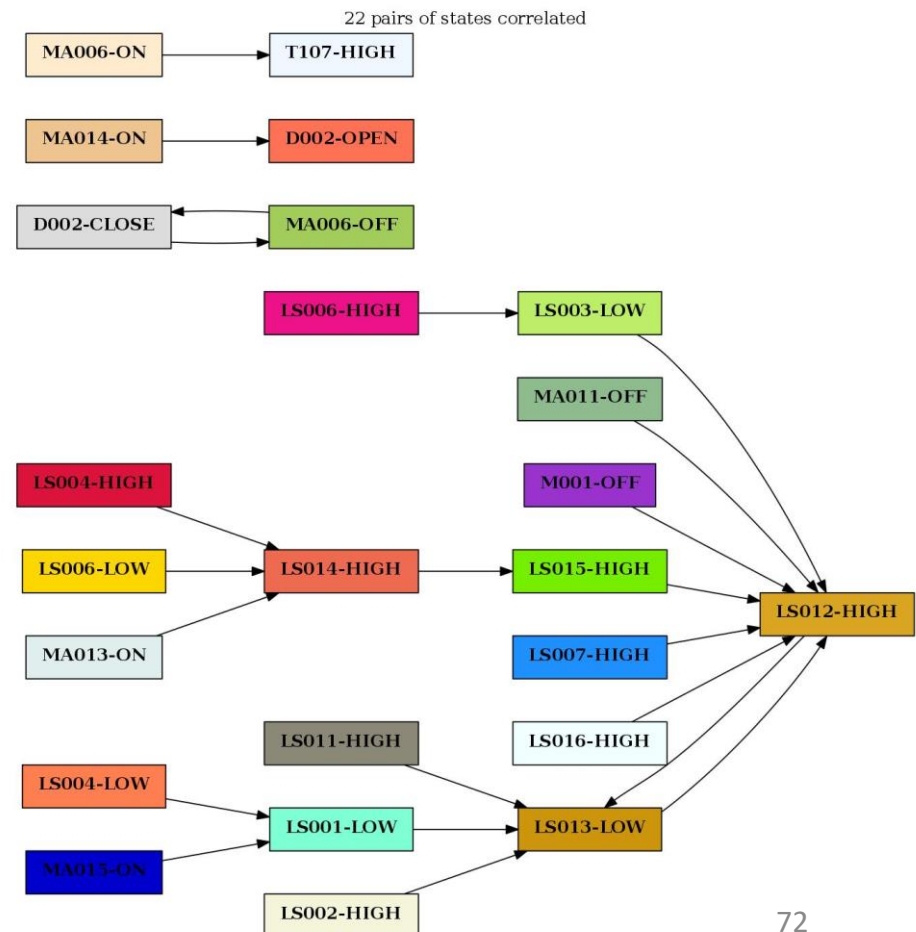 22 pairs of states correlated
MA006-ON
T107-HIGH
MA014-ON
D002-OPEN
D002-CLOSE
MA006-OFF
LS006-HIGH
LS003-LOW
MA011-OFF
LS004-HIGH
M001-OFF
LS006-LOW
LS014-HIGH
LS015-HIGH
LS012-HIGH
MA013-ON
LS007-HIGH
LS011-HIGH
LS016-HIGH
LS004-LOW
LS001-LOW
LS013-LOW
MA015-ON
LS002-HIGH
72